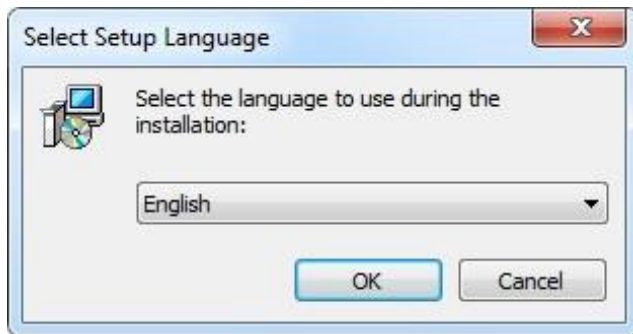 Select Setup Language
Select the language to use during the
installation:
English
OK
Cancel